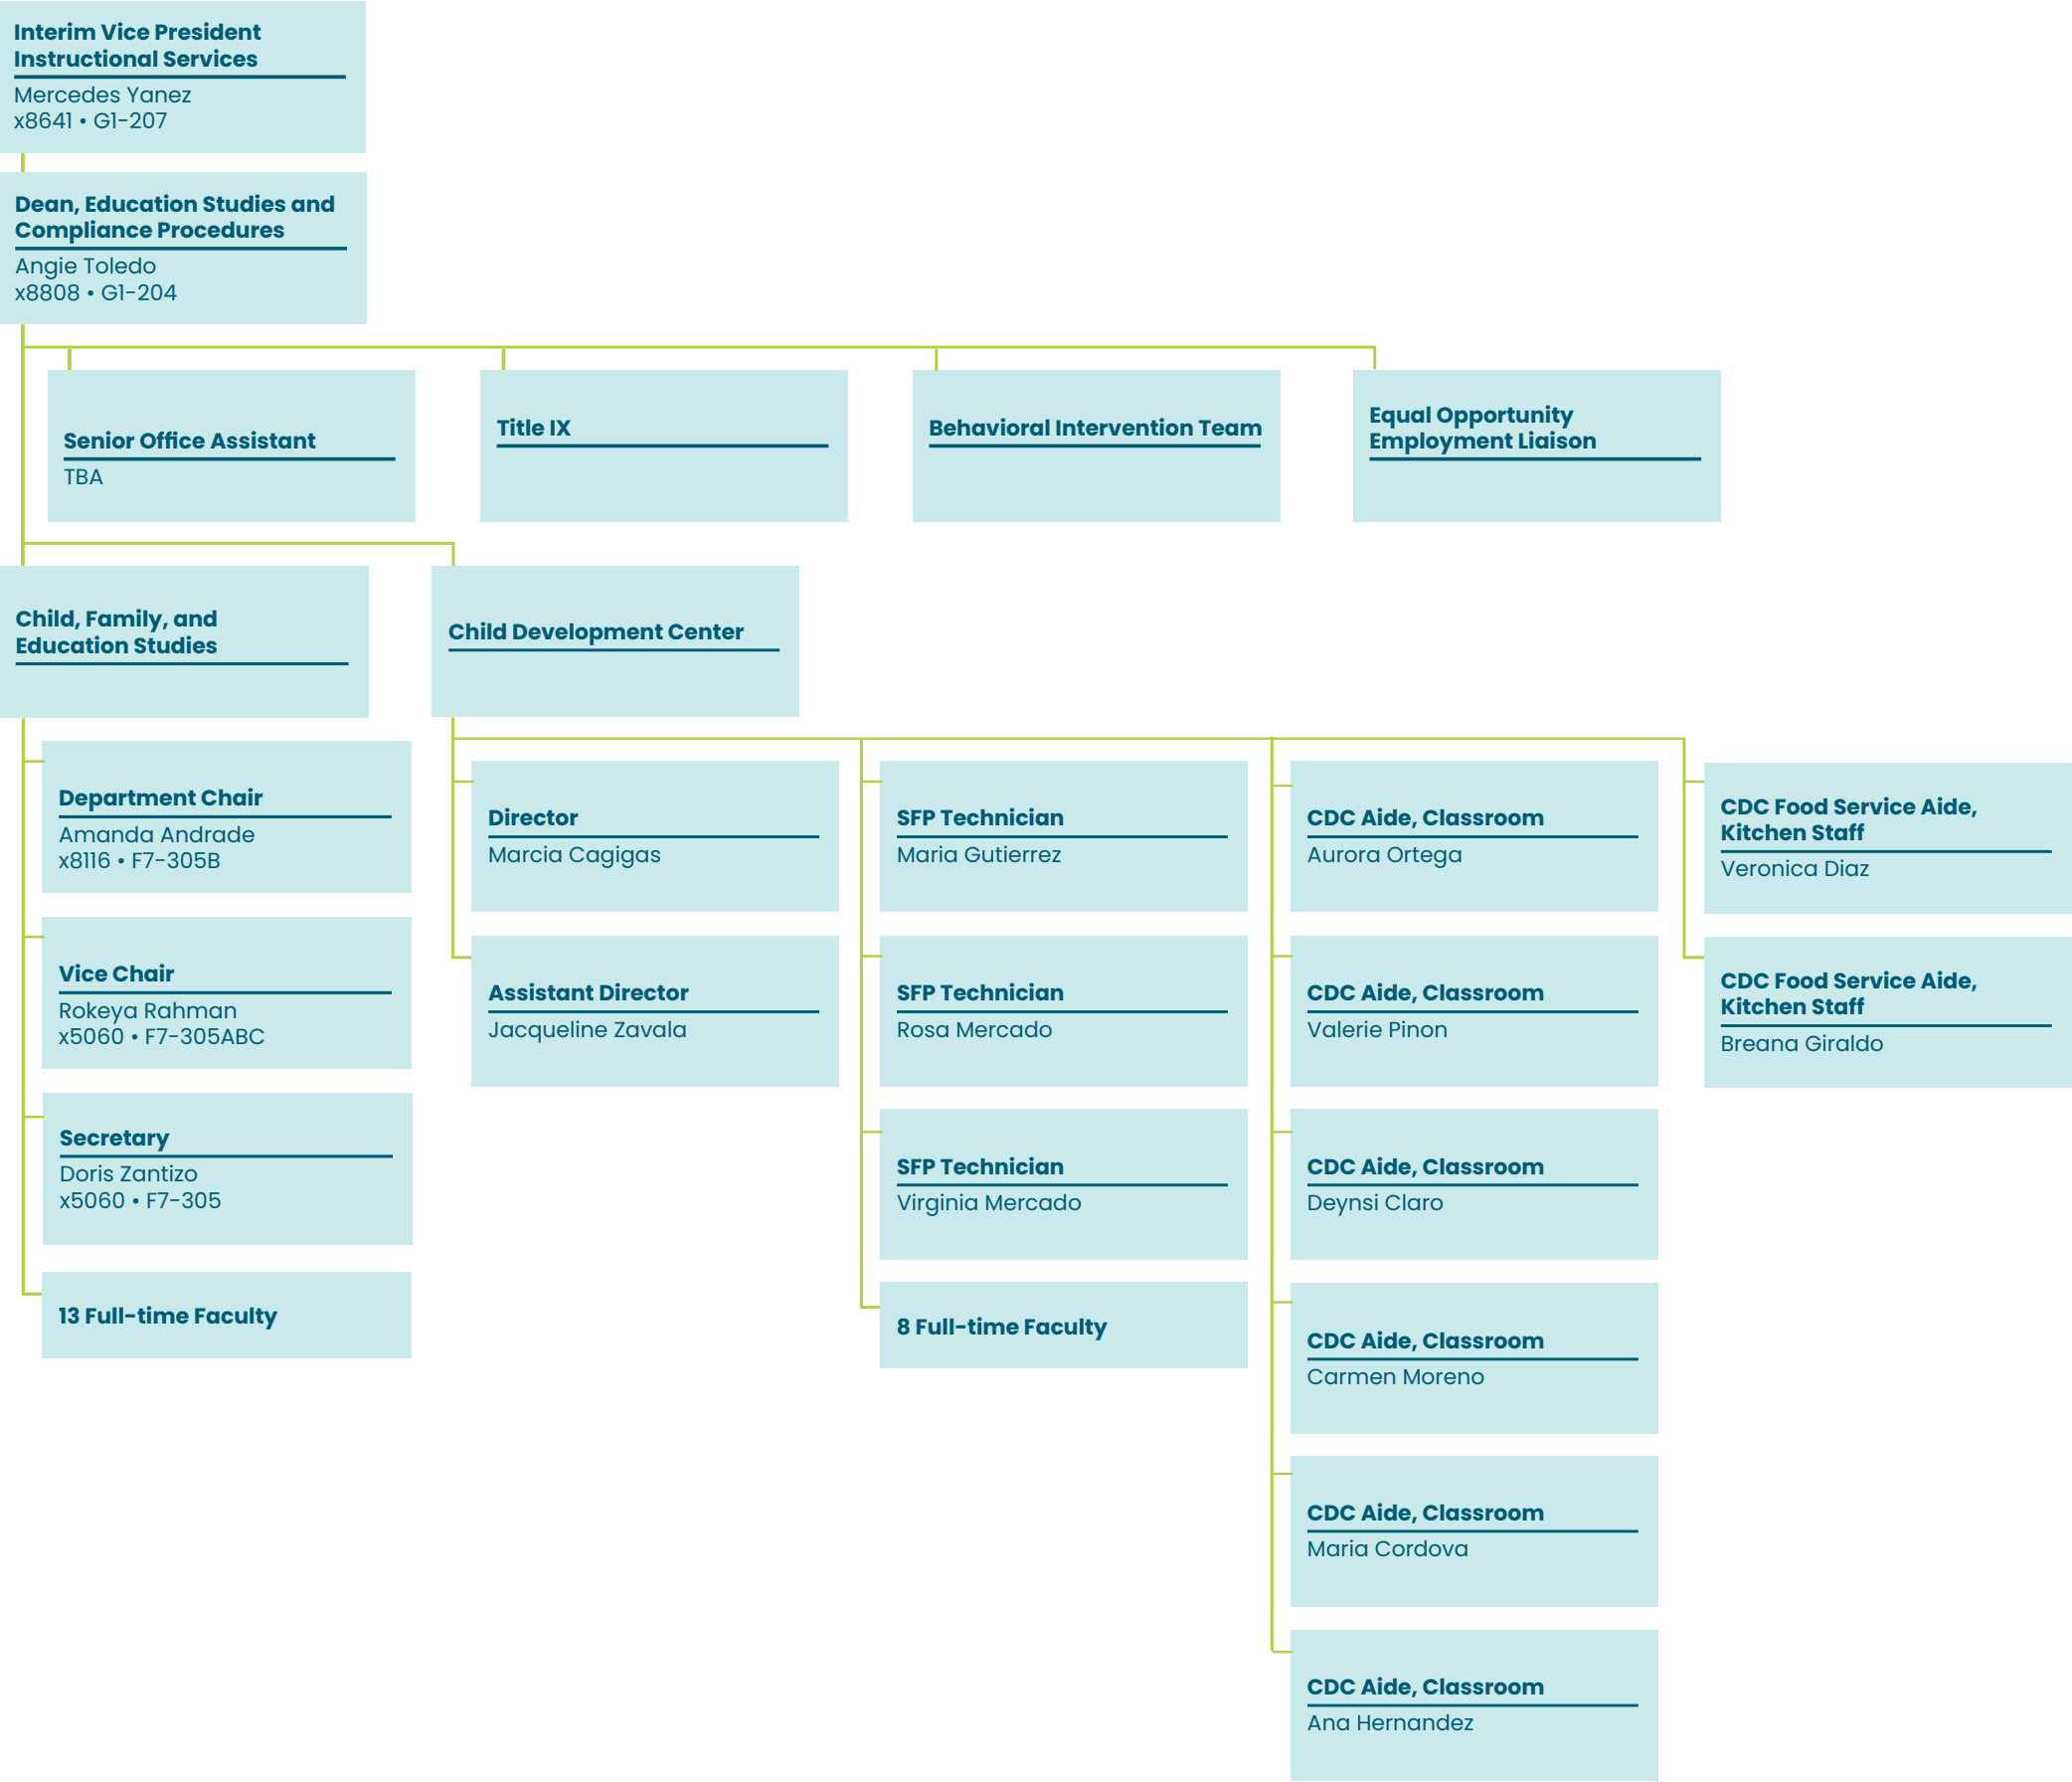 Interim Vice President
Instructional Services
Mercedes Yanez
x8641 • G1-207
Dean, Education Studies and
Compliance Procedures
Angie Toledo
x8808 • G1-204
Senior Office Assistant
TBA
Title IX
Behavioral Intervention Team
Equal Opportunity
Employment Liaison
Child, Family, and
Education Studies
Child Development Center
Department Chair
Amanda Andrade
x8116 • F7-305B
Vice Chair
Rokeya Rahman
x5060 • F7-305ABC
Secretary
Doris Zantizo
x5060 • F7-305
13 Full-time Faculty
Director
Marcia Cagigas
Assistant Director
Jacqueline Zavala
SFP Technician
Maria Gutierrez
SFP Technician
Rosa Mercado
SFP Technician
Virginia Mercado
8 Full-time Faculty
CDC Aide, Classroom
Aurora Ortega
CDC Aide, Classroom
Valerie Pinon
CDC Aide, Classroom
Deynsi Claro
CDC Aide, Classroom
Carmen Moreno
CDC Aide, Classroom
Maria Cordova
CDC Aide, Classroom
Ana Hernandez
CDC Food Service Aide,
Kitchen Staff
Veronica Diaz
CDC Food Service Aide,
Kitchen Staff
Breana Giraldo